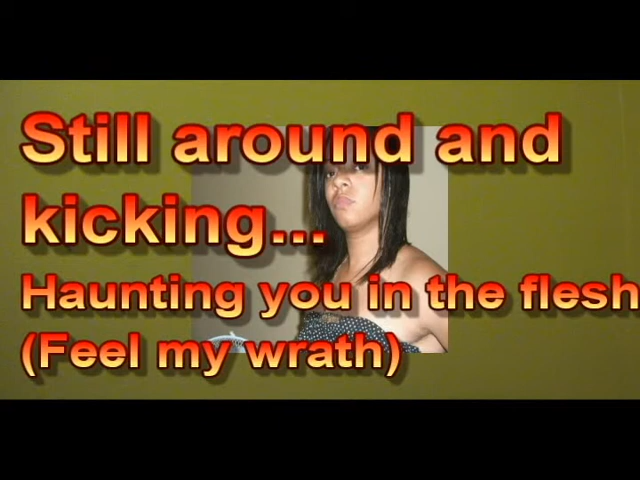 Still around and
kicking...
Haunting you in the flesh
(Feel my wrath)